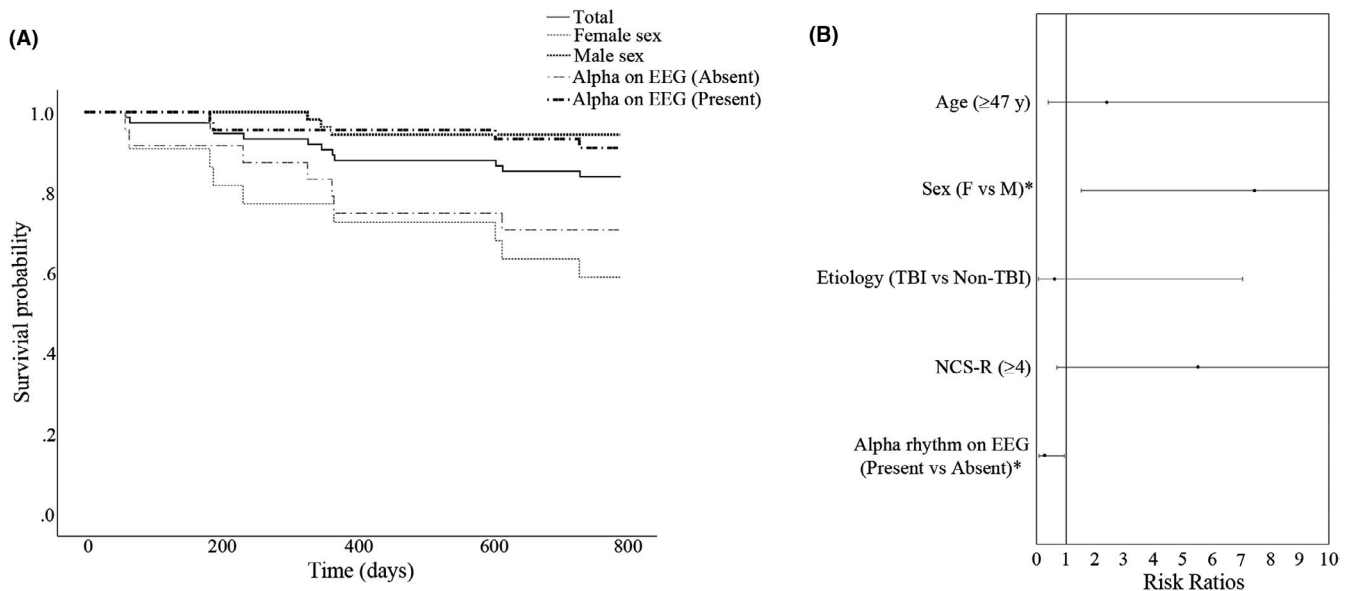 (A)
Total
Female sex
Male sex
Alpha on EEG (Absent)
Alpha on EEG (Present)
Survivial probability
1.0
.8
.6
.4
.2
.0
0 200 400 600 800
Time (days)
(B)
Age (≥47 y)
Sex (F vs M)*
Etiology (TBI vs Non-TBI)
NCS-R (≥4)
Alpha rhythm on EEG
(Present vs Absent)*
0 1 2 3 4 5 6 7 8 9 10
Risk Ratios